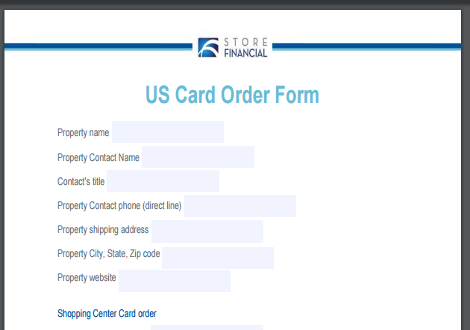 STORE
FINANCIAL
US Card Order Form
Property name
Property Contact Name
Contact's title
Property Contact phone (direct line)
Property shipping address
Property City, State, Zip code
Property website
Shopping Center Card order